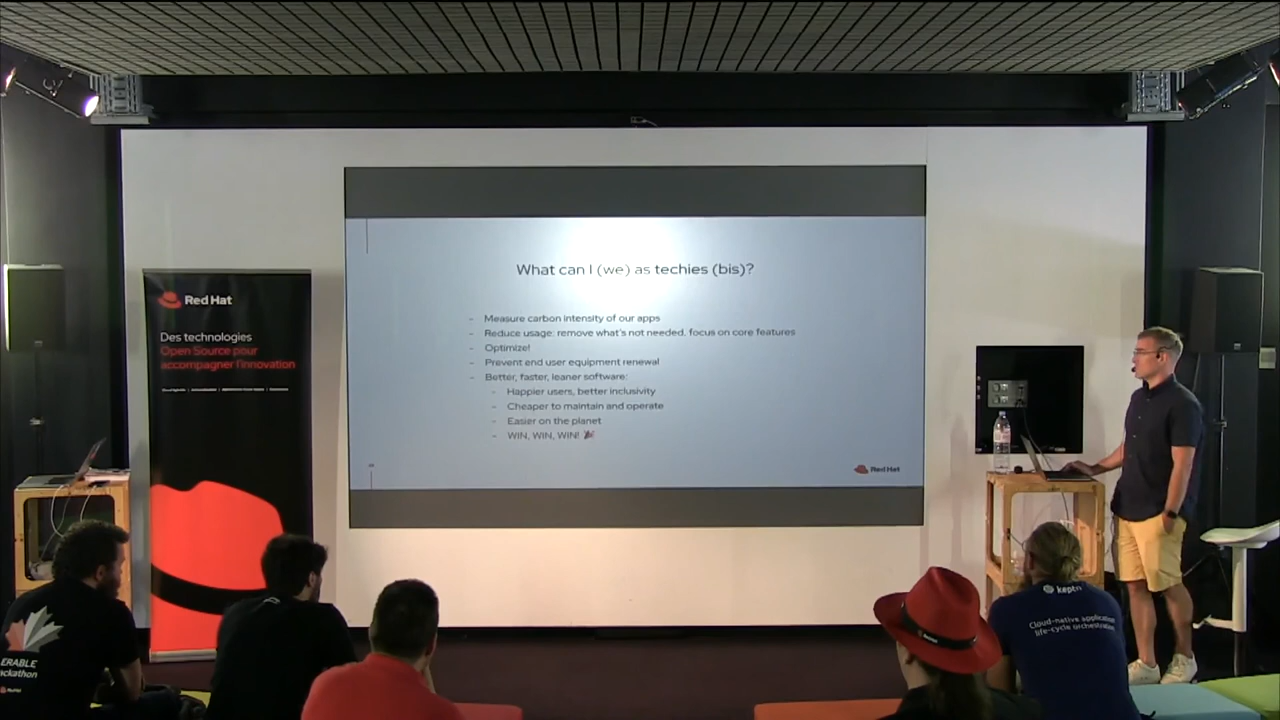 What can I (we) as techies (bis)?
- Measure carbon intensity of our apps
- Reduce usage: remove what's not needed, focus on core features
- Optimize!
- Prevent end user equipment renewal
- Better, faster, leaner software:
- Happier users, better inclusivity
- Cheaper to maintain and operate
- Easier on the planet
- WIN, WIN, WIN! 🎉
Red Hat
Red Hat
Des technologies
Open Source pour
accompagner l'innovation
ERABLE
ackathon
keptn
Cloud-native application
life-cycle orchestration